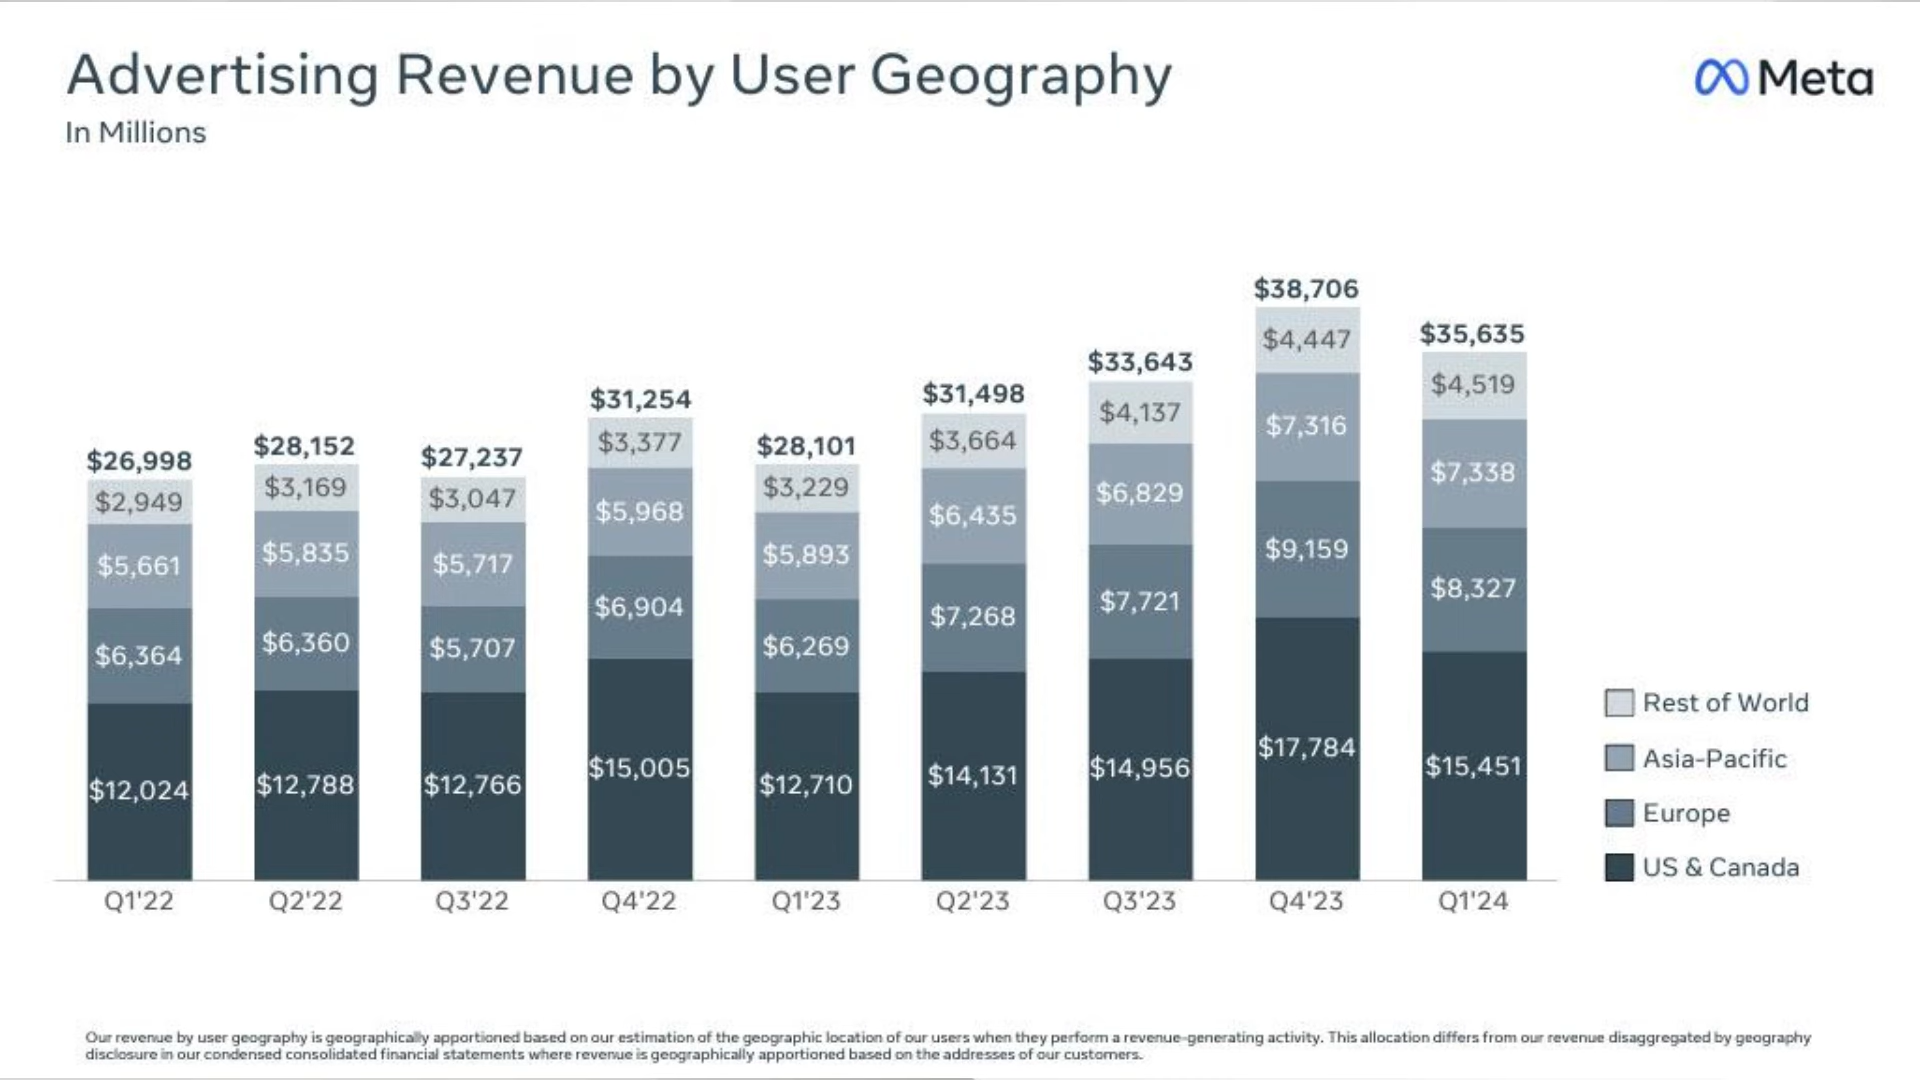 Advertising Revenue by User Geography
Meta
In Millions
$26,998
$2,949
$5,661
$6,364
$12,024
Q1'22
$28,152
$3,169
$5,835
$6,360
$12,788
Q2'22
$27,237
$3,047
$5,717
$5,707
$12,766
Q3'22
$31,254
$3,377
$5,968
$6,904
$15,005
Q4'22
$28,101
$3,229
$5,893
$6,269
$12,710
Q1'23
$31,498
$3,664
$6,435
$7,268
$14,131
Q2'23
$33,643
$4,137
$6,829
$7,721
$14,956
Q3'23
$38,706
$4,447
$7,316
$9,159
$17,784
Q4'23
$35,635
$4,519
$7,338
$8,327
$15,451
Q1'24
Rest of World
Asia-Pacific
Europe
US & Canada
Our revenue by user geography is geographically apportioned based on our estimation of the geographic location of our users when they perform a revenue-generating activity. This allocation differs from our revenue disaggregated by geography
disclosure in our condensed consolidated financial statements where revenue is geographically apportioned based on the addresses of our customers.